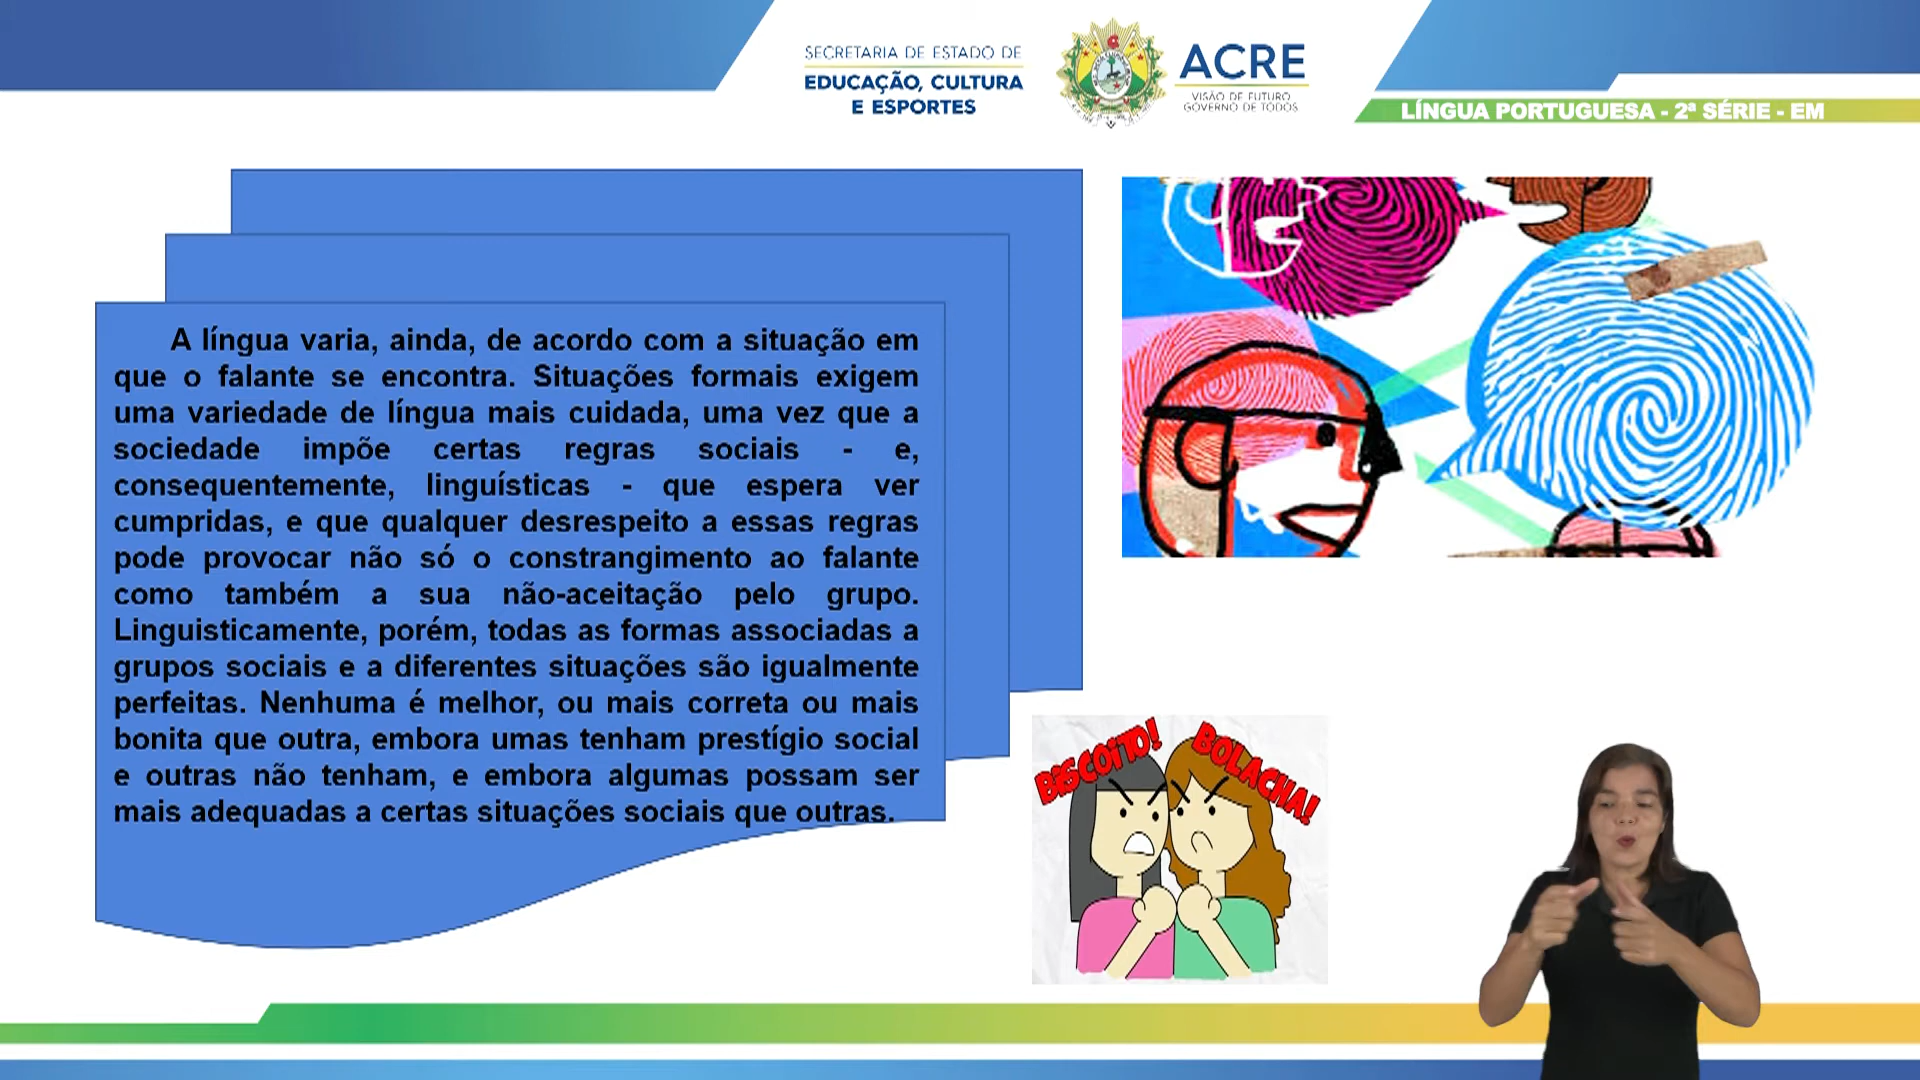 SECRETARIA DE ESTADO DE
EDUCAÇÃO, CULTURA
E ESPORTES
ACRE
VISÃO DE FUTURO
GOVERNO DE TODOS
LÍNGUA PORTUGUESA - 2ª SÉRIE - EM
A língua varia, ainda, de acordo com a situação em
que o falante se encontra. Situações formais exigem
uma variedade de língua mais cuidada, uma vez que a
sociedade impõe certas regras sociais - e,
consequentemente, linguísticas - que espera ver
cumpridas, e que qualquer desrespeito a essas regras
pode provocar não só o constrangimento ao falante
como também a sua não-aceitação pelo grupo.
Linguisticamente, porém, todas as formas associadas a
grupos sociais e a diferentes situações são igualmente
perfeitas. Nenhuma é melhor, ou mais correta ou mais
bonita que outra, embora umas tenham prestígio social
e outras não tenham, e embora algumas possam ser
mais adequadas a certas situações sociais que outras.
BISCOITO!
BOLACHA!